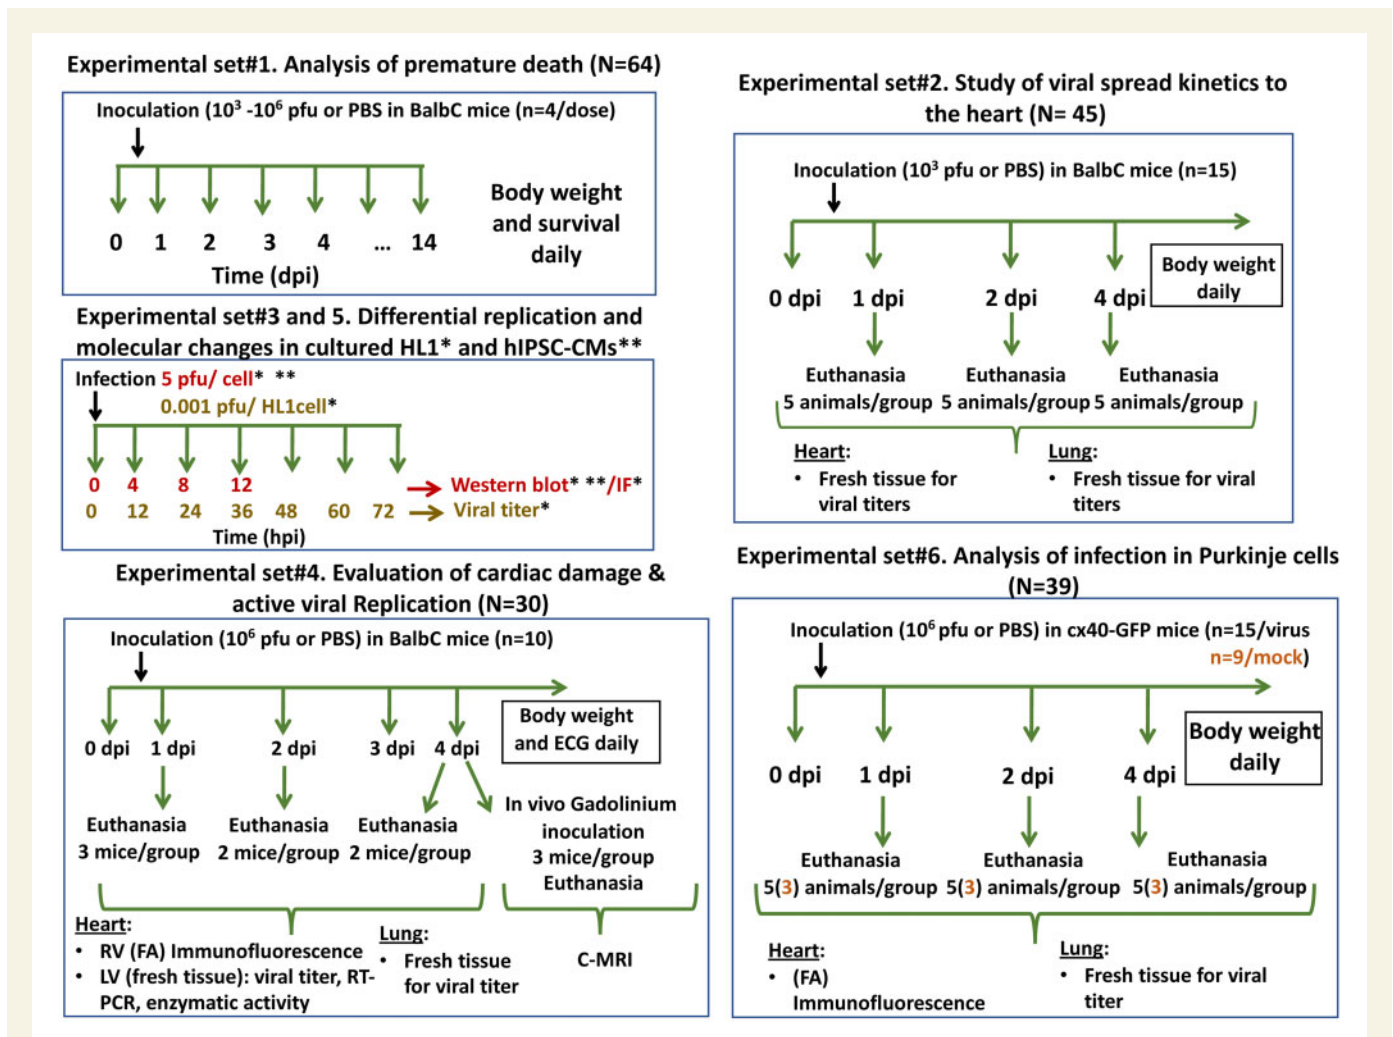 Experimental set#1. Analysis of premature death (N=64)
Inoculation (10³ -10⁶ pfu or PBS in BalbC mice (n=4/dose)
0 1 2 3 4 ... 14
Time (dpi)
Body weight
and survival
daily
Experimental set#2. Study of viral spread kinetics to
the heart (N= 45)
Inoculation (10³ pfu or PBS) in BalbC mice (n=15)
0 dpi 1 dpi 2 dpi 4 dpi
Body weight
daily
Euthanasia Euthanasia Euthanasia
5 animals/group 5 animals/group 5 animals/group
Heart:
• Fresh tissue for
viral titers
Lung:
• Fresh tissue for viral
titers
Experimental set#3 and 5. Differential replication and
molecular changes in cultured HL1* and hIPSC-CMs**
Infection 5 pfu/ cell* **
0.001 pfu/ HL1cell*
0 4 8 12 Western blot* **/IF*
0 12 24 36 48 60 72 Viral titer*
Time (hpi)
Experimental set#4. Evaluation of cardiac damage &
active viral Replication (N=30)
Inoculation (10⁶ pfu or PBS) in BalbC mice (n=10)
0 dpi 1 dpi 2 dpi 3 dpi 4 dpi
Body weight
and ECG daily
Euthanasia Euthanasia Euthanasia
3 mice/group 2 mice/group 2 mice/group
In vivo Gadolinium
inoculation
3 mice/group
Euthanasia
Heart:
• RV (FA) Immunofluorescence
• LV (fresh tissue): viral titer, RT-
PCR, enzymatic activity
Lung:
• Fresh tissue
for viral titer
C-MRI
Experimental set#6. Analysis of infection in Purkinje cells
(N=39)
Inoculation (10⁶ pfu or PBS) in cx40-GFP mice (n=15/virus
n=9/mock)
0 dpi 1 dpi 2 dpi 4 dpi
Body weight
daily
Euthanasia Euthanasia Euthanasia
5(3) animals/group 5(3) animals/group 5(3) animals/group
Heart:
• (FA)
Immunofluorescence
Lung:
• Fresh tissue for viral
titer